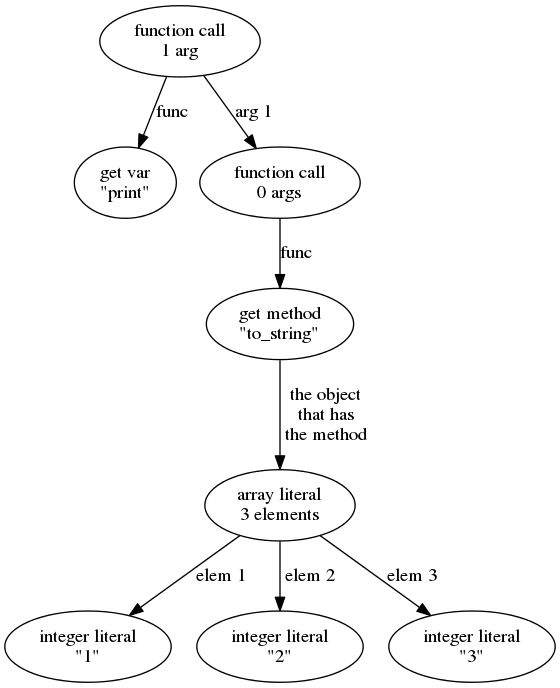 function call
1 arg
func
arg 1
get var
"print"
function call
0 args
func
get method
"to_string"
the object
that has
the method
array literal
3 elements
elem 1
elem 2
elem 3
integer literal
"1"
integer literal
"2"
integer literal
"3"